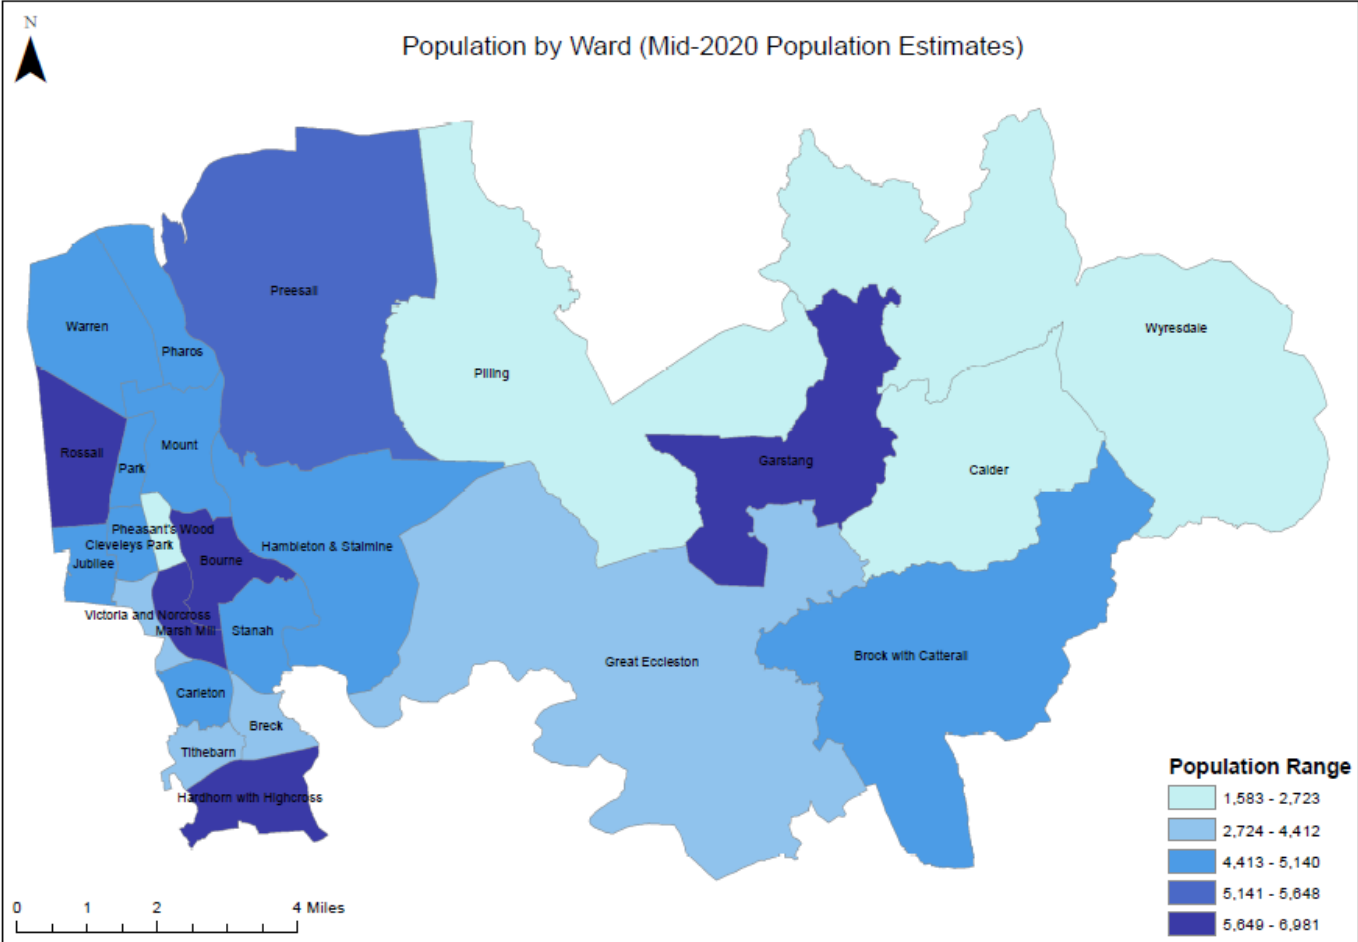 N
Population by Ward (Mid-2020 Population Estimates)
Preesall
Warren
Wyresdale
Pharos
Pilling
Mount
Rossall
Park
Garstang
Calder
Pheasant's Wood
Cleveleys Park
Hambleton & Stalmine
Jubilee
Bourne
Victoria and Norcross
Marsh Mill
Stanah
Great Eccleston
Brock with Catterall
Carleton
Breck
Tithebarn
Hardhorn with Highcross
Population Range
1,583 - 2,723
2,724 - 4,412
4,413 - 5,140
5,141 - 5,648
5,649 - 6,981
0 1 2 4 Miles